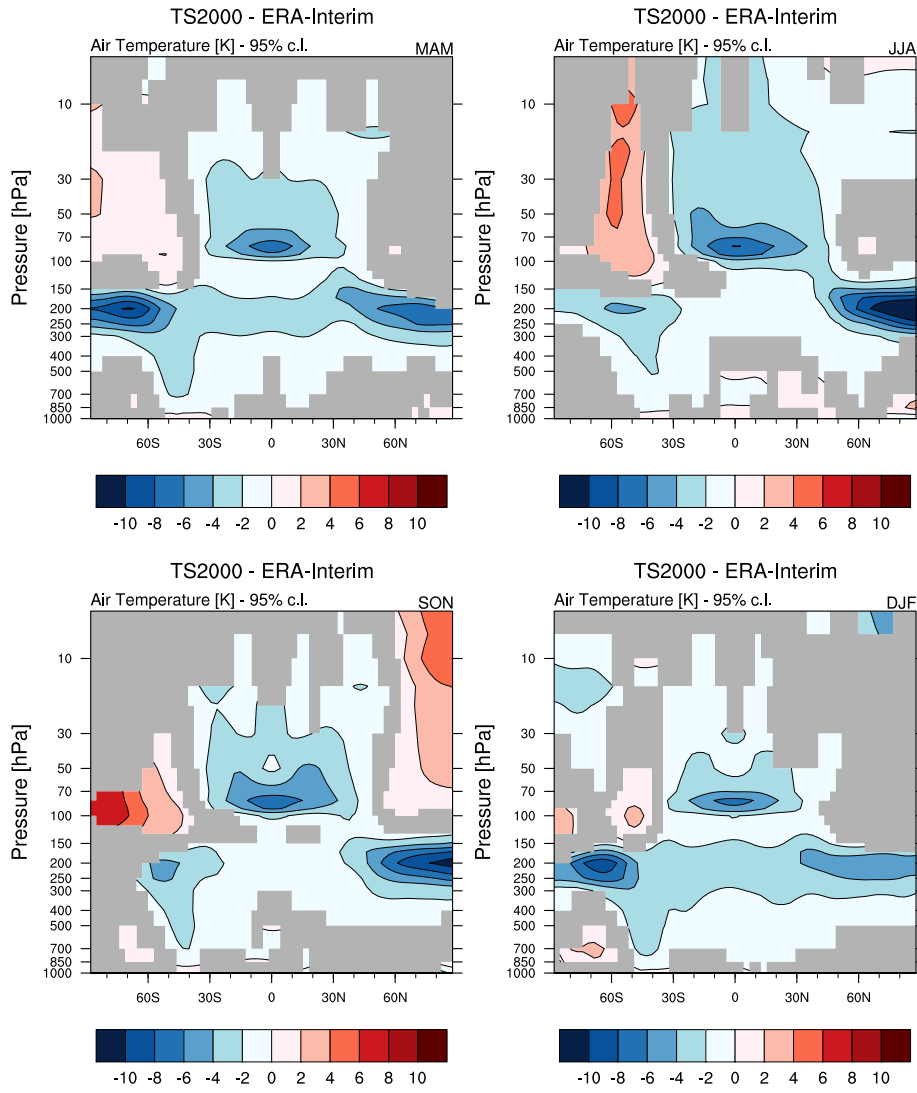 TS2000 - ERA-Interim
Air Temperature [K] - 95% c.l. MAM
Pressure [hPa]
10
30
50
70
100
150
200
250
300
400
500
700
850
1000
60S 30S 0 30N 60N
-10 -8 -6 -4 -2 0 2 4 6 8 10
TS2000 - ERA-Interim
Air Temperature [K] - 95% c.l. JJA
Pressure [hPa]
10
30
50
70
100
150
200
250
300
400
500
700
850
1000
60S 30S 0 30N 60N
-10 -8 -6 -4 -2 0 2 4 6 8 10
TS2000 - ERA-Interim
Air Temperature [K] - 95% c.l. SON
Pressure [hPa]
10
30
50
70
100
150
200
250
300
400
500
700
850
1000
60S 30S 0 30N 60N
-10 -8 -6 -4 -2 0 2 4 6 8 10
TS2000 - ERA-Interim
Air Temperature [K] - 95% c.l. DJF
Pressure [hPa]
10
30
50
70
100
150
200
250
300
400
500
700
850
1000
60S 30S 0 30N 60N
-10 -8 -6 -4 -2 0 2 4 6 8 10